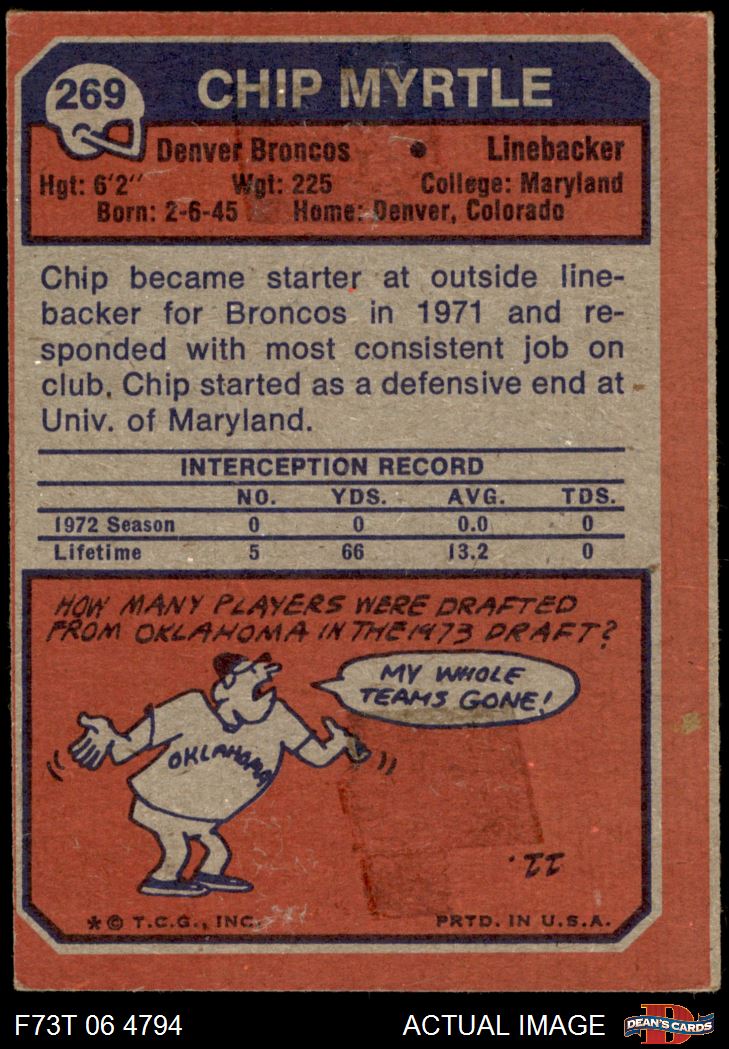 269
CHIP MYRTLE
Denver Broncos • Linebacker
Hgt: 6'2" Wgt: 225 College: Maryland
Born: 2-6-45 Home: Denver, Colorado
Chip became starter at outside line-
backer for Broncos in 1971 and re-
sponded with most consistent job on
club. Chip started as a defensive end at
Univ. of Maryland.
INTERCEPTION RECORD
NO. YDS. AVG. TDS.
1972 Season 0 0 0.0 0
Lifetime 5 66 13.2 0
HOW MANY PLAYERS WERE DRAFTED
FROM OKLAHOMA IN THE 1973 DRAFT?
MY WHOLE
TEAMS GONE!
OKLAHOMA
22.
* © T.C.G., INC. PRTD. IN U.S.A.
F73T 06 4794 ACTUAL IMAGE
D
DEAN'S CARDS